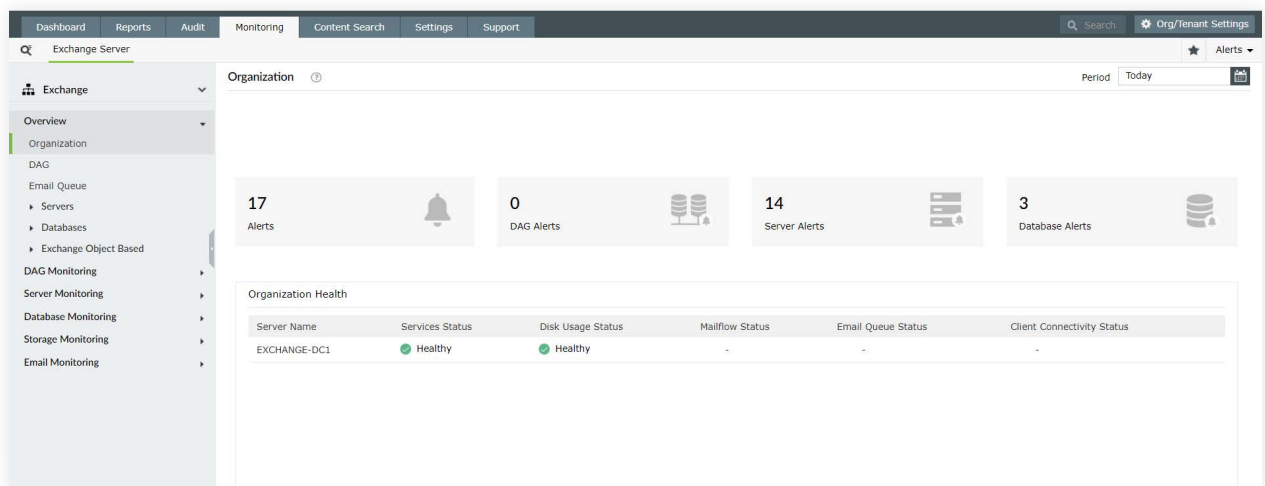 Dashboard Reports Audit Monitoring Content Search Settings Support Search Org/Tenant Settings
Exchange Server Alerts
Exchange
Overview
Organization
DAG
Email Queue
Servers
Databases
Exchange Object Based
DAG Monitoring
Server Monitoring
Database Monitoring
Storage Monitoring
Email Monitoring
Organization ? Period Today
17 0 14 3
Alerts DAG Alerts Server Alerts Database Alerts
Organization Health
Server Name Services Status Disk Usage Status Mailflow Status Email Queue Status Client Connectivity Status
EXCHANGE-DC1 Healthy Healthy - - -